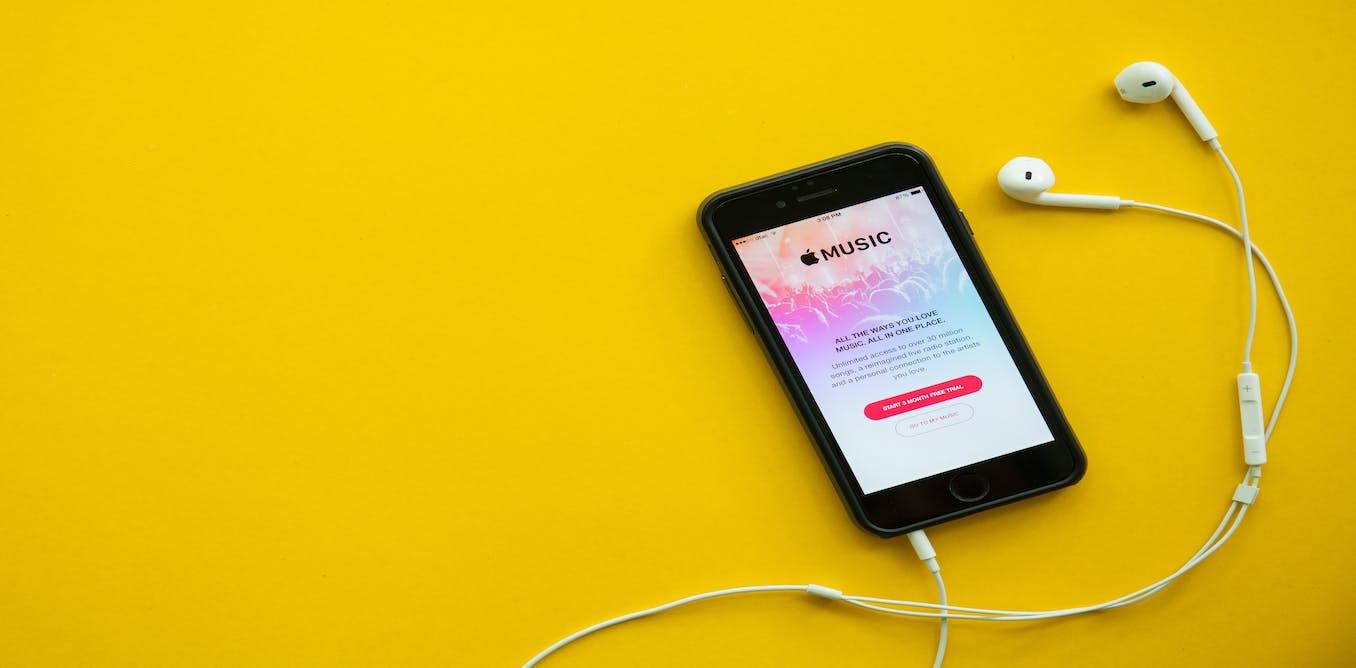 3:08 PM
87%
MUSIC
ALL THE WAYS YOU LOVE
MUSIC. ALL IN ONE PLACE.
Unlimited access to over 30 million
songs, a reimagined live radio station,
and a personal connection to the artists
you love.
START 3 MONTH FREE TRIAL
GO TO MY MUSIC
+